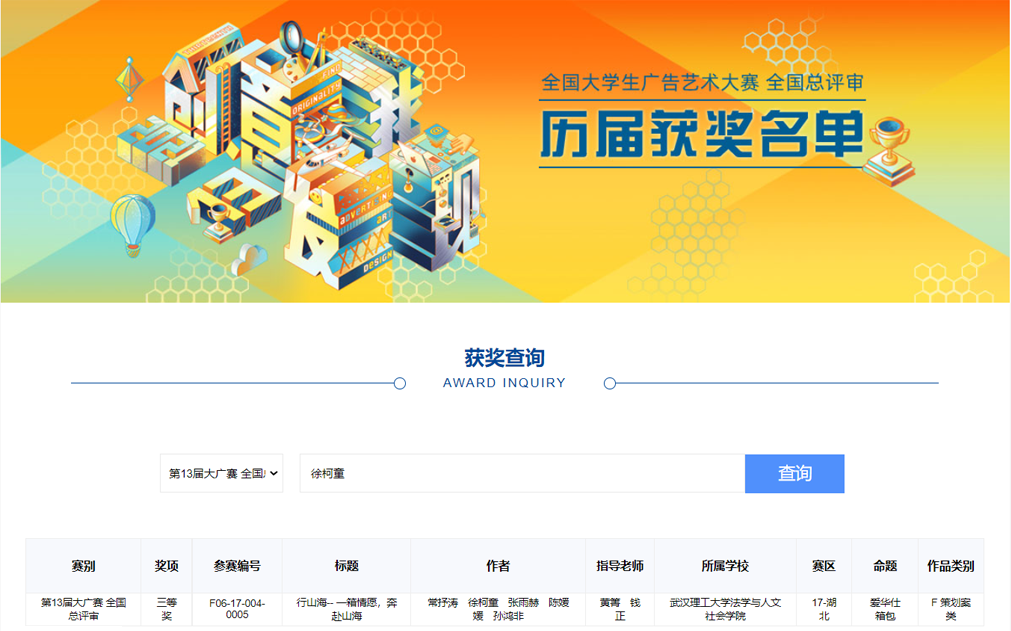 创意我
ORIGINALITY
发现
ADVERTISING
ART
DESIGN
全国大学生广告艺术大赛 全国总评审
历届获奖名单
获奖查询
AWARD INQUIRY
第13届大广赛 全国
徐柯童
查询
赛别 奖项 参赛编号 标题 作者 指导老师 所属学校 赛区 命题 作品类别
第13届大广赛 全国 三等 F06-17-004- 行山海-- 一箱情愿，奔 常抒涛 徐柯童 张雨赫 陈媛 黄箐 钱 武汉理工大学法学与人文 17-湖 爱华仕 F 策划案
总评审 奖 0005 赴山海 媛 孙鸿非 正 社会学院 北 箱包 类